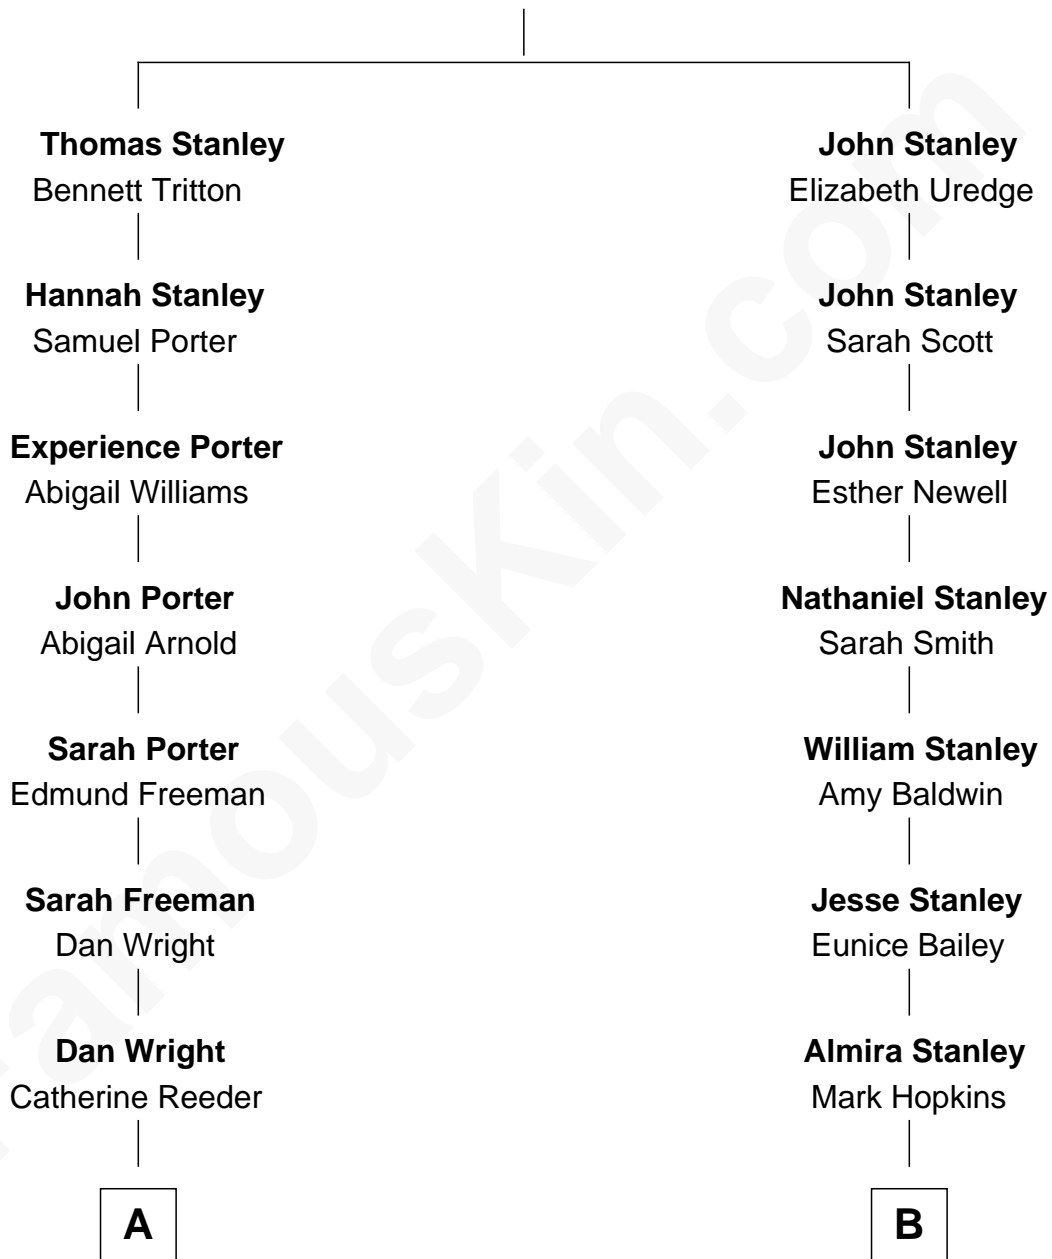 Thomas Stanley
Bennett Tritton
Hannah Stanley
Samuel Porter
Experience Porter
Abigail Williams
John Porter
Abigail Arnold
Sarah Porter
Edmund Freeman
Sarah Freeman
Dan Wright
Dan Wright
Catherine Reeder
A
John Stanley
Elizabeth Uredge
John Stanley
Sarah Scott
John Stanley
Esther Newell
Nathaniel Stanley
Sarah Smith
William Stanley
Amy Baldwin
Jesse Stanley
Eunice Bailey
Almira Stanley
Mark Hopkins
B
FamousKin.com